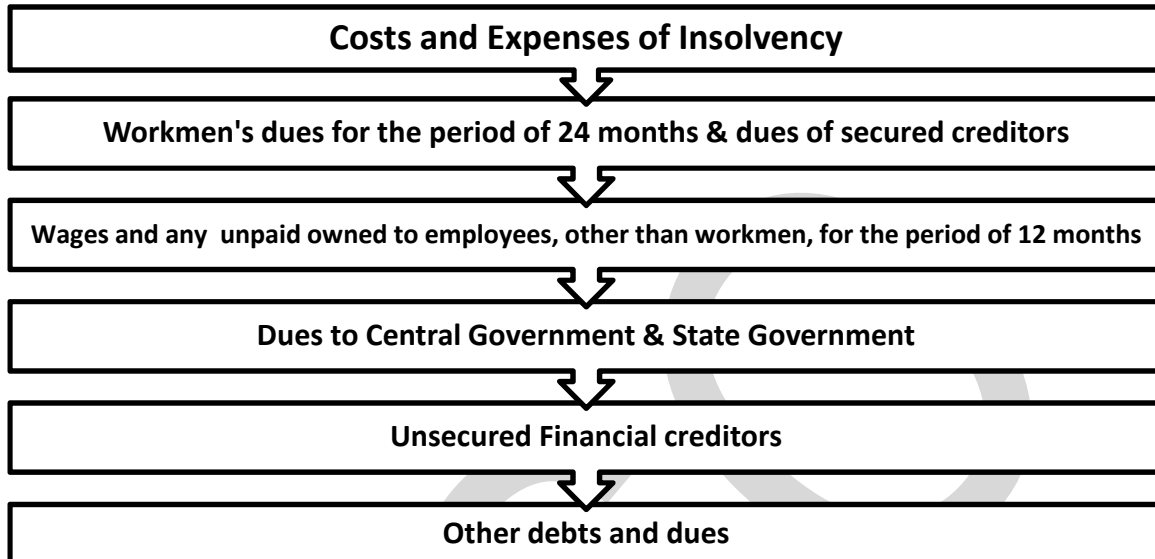 Costs and Expenses of Insolvency
Workmen's dues for the period of 24 months & dues of secured creditors
Wages and any unpaid owned to employees, other than workmen, for the period of 12 months
Dues to Central Government & State Government
Unsecured Financial creditors
Other debts and dues